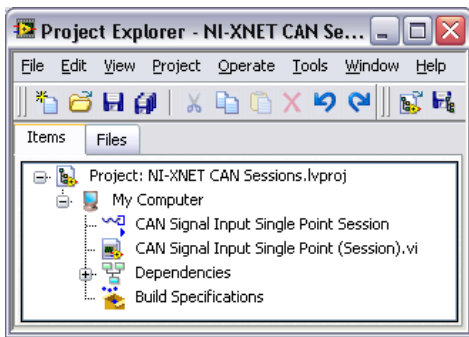 Project Explorer - NI-XNET CAN Se...
File Edit View Project Operate Tools Window Help
Items Files
Project: NI-XNET CAN Sessions.lvproj
My Computer
CAN Signal Input Single Point Session
CAN Signal Input Single Point (Session).vi
Dependencies
Build Specifications